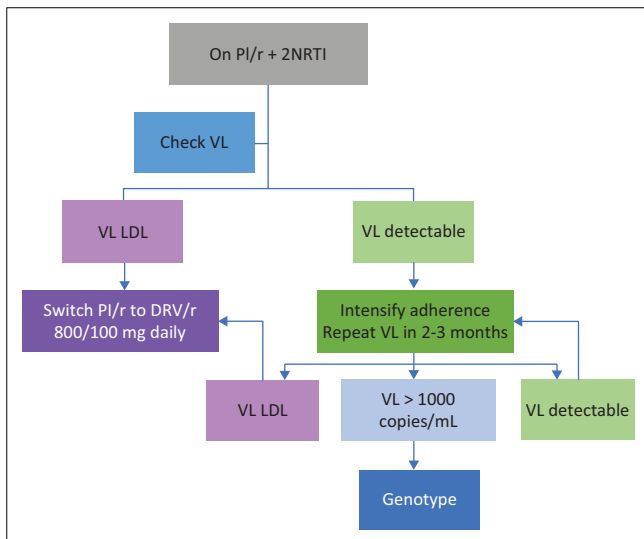 On Pl/r + 2NRTI
Check VL
VL LDL
VL detectable
Switch PI/r to DRV/r
800/100 mg daily
Intensify adherence
Repeat VL in 2-3 months
VL LDL
VL > 1000
copies/mL
VL detectable
Genotype